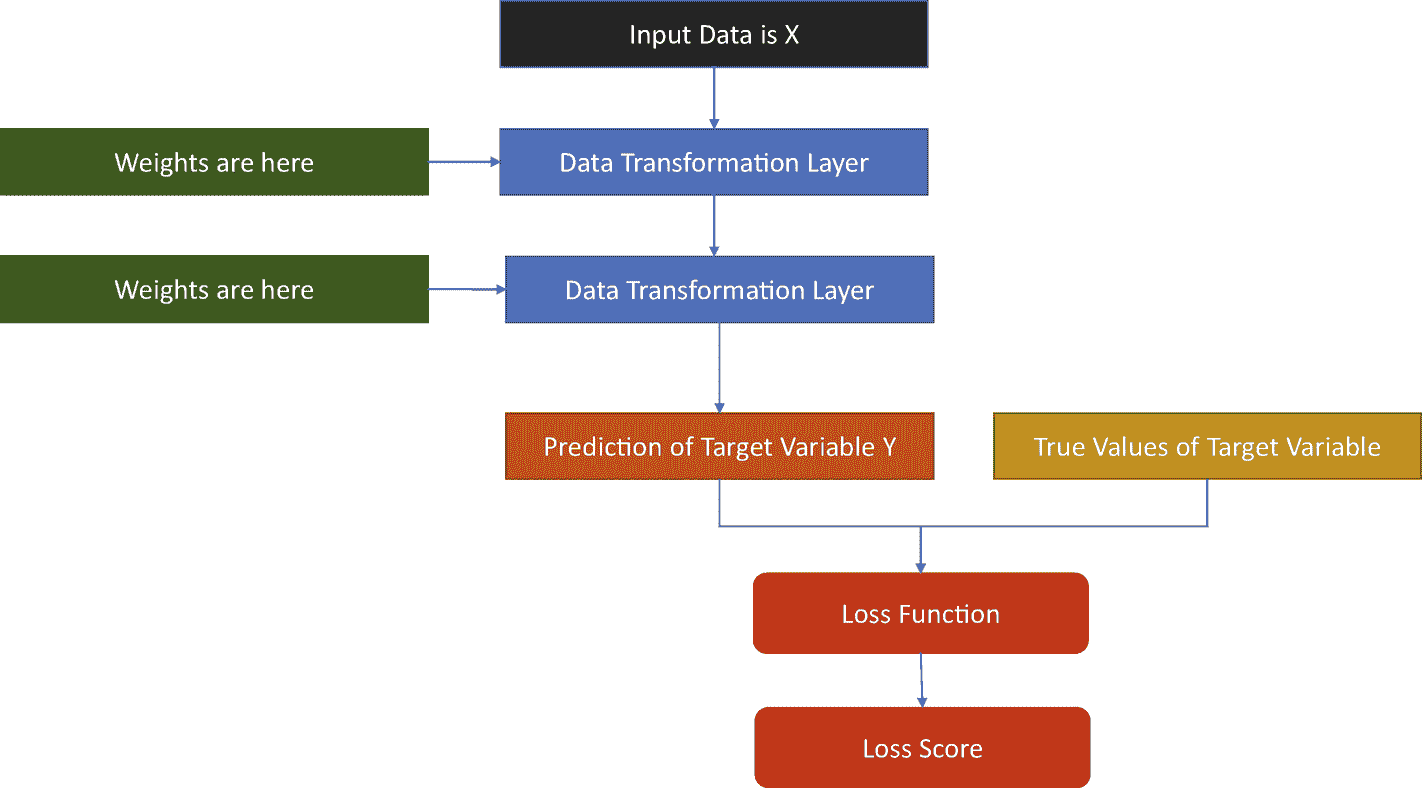 Input Data is X
Weights are here
Data Transformation Layer
Weights are here
Data Transformation Layer
Prediction of Target Variable Y
True Values of Target Variable
Loss Function
Loss Score